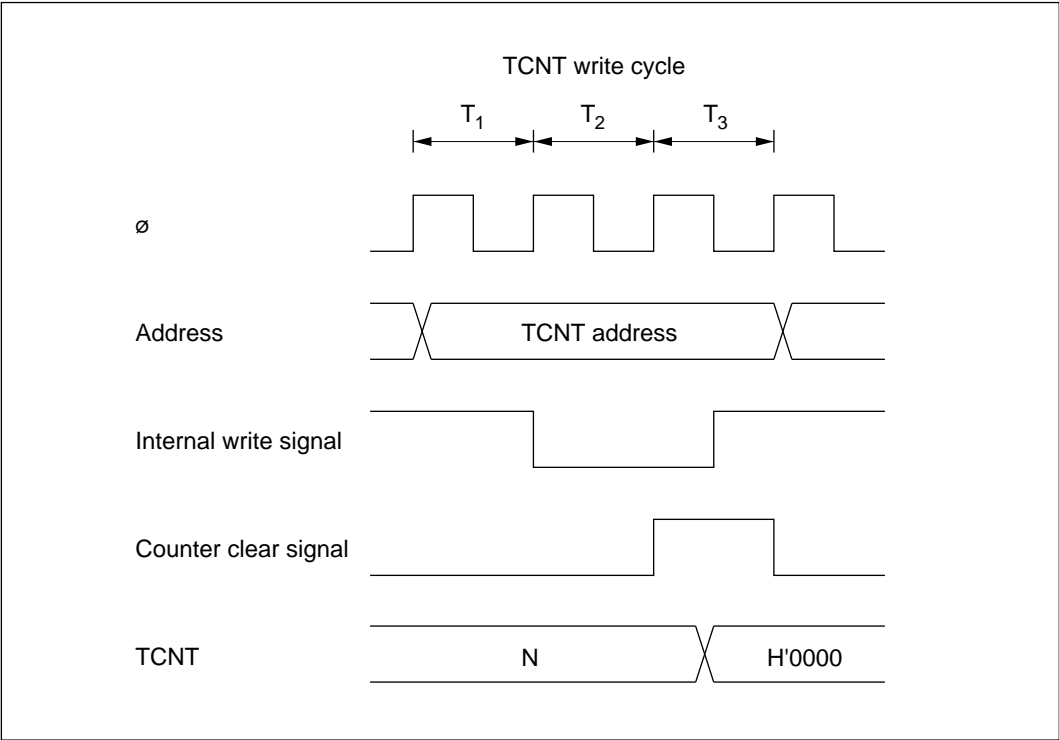 TCNT write cycle
T1 T2 T3
ø
Address TCNT address
Internal write signal
Counter clear signal
TCNT N H'0000